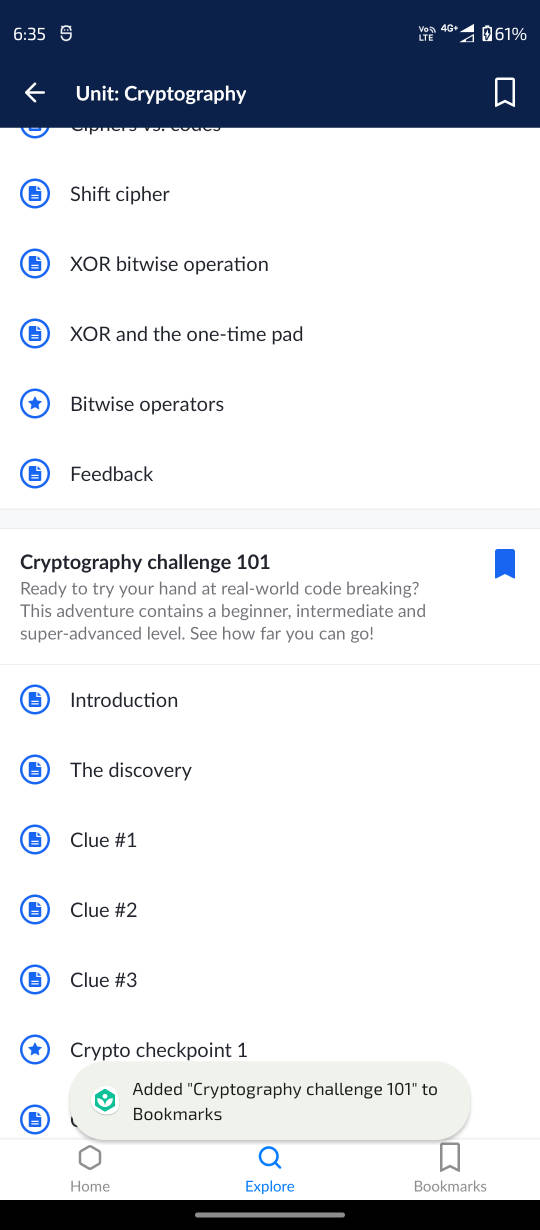 6:35
Vo)) LTE 4G+ 61%
Unit: Cryptography
Ciphers vs. codes
Shift cipher
XOR bitwise operation
XOR and the one-time pad
Bitwise operators
Feedback
Cryptography challenge 101
Ready to try your hand at real-world code breaking?
This adventure contains a beginner, intermediate and
super-advanced level. See how far you can go!
Introduction
The discovery
Clue #1
Clue #2
Clue #3
Crypto checkpoint 1
Added "Cryptography challenge 101" to
Bookmarks
Home
Explore
Bookmarks